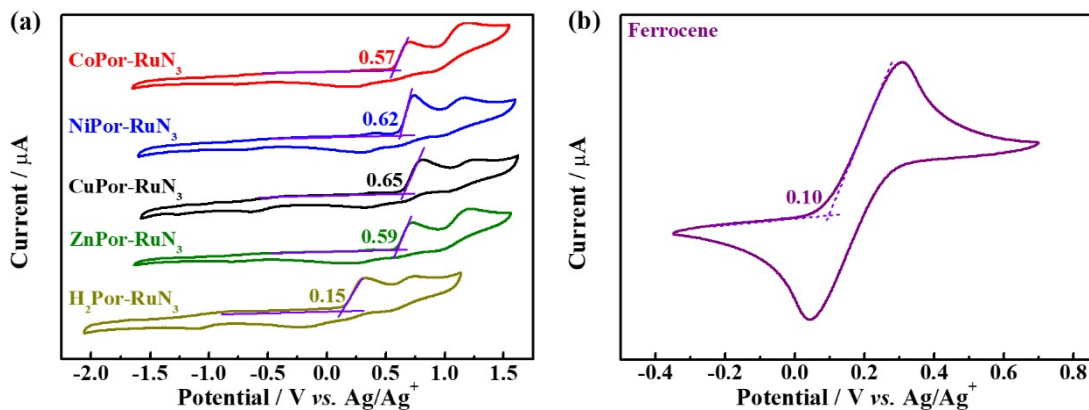 (a)
CoPor-RuN₃
0.57
NiPor-RuN₃
0.62
CuPor-RuN₃
0.65
ZnPor-RuN₃
0.59
H₂Por-RuN₃
0.15
Current / μA
-2.0 -1.5 -1.0 -0.5 0.0 0.5 1.0 1.5
Potential / V vs. Ag/Ag⁺
(b)
Ferrocene
0.10
Current / μA
-0.4 -0.2 0.0 0.2 0.4 0.6 0.8
Potential / V vs. Ag/Ag⁺